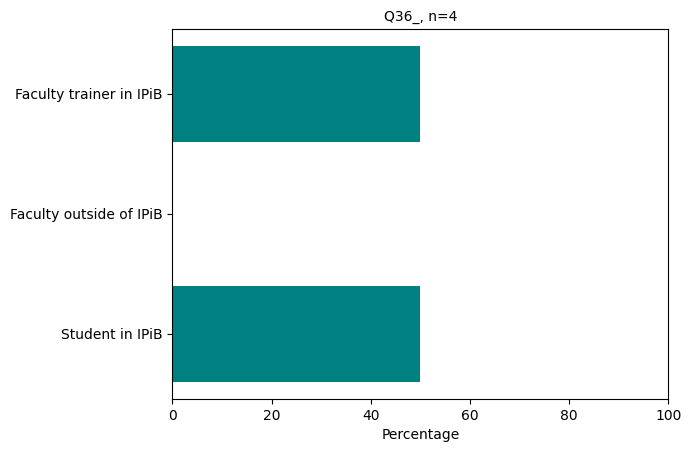 Q36_, n=4
Faculty trainer in IPiB
Faculty outside of IPiB
Student in IPiB
0 20 40 60 80 100
Percentage